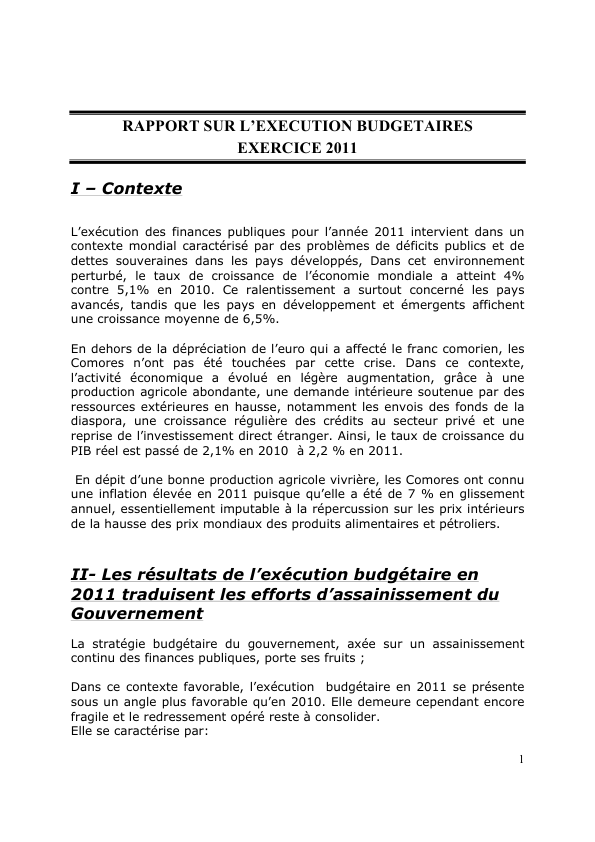 RAPPORT SUR L’EXECUTION BUDGETAIRES
EXERCICE 2011
I – Contexte
L’exécution des finances publiques pour l’année 2011 intervient dans un
contexte mondial caractérisé par des problèmes de déficits publics et de
dettes souveraines dans les pays développés, Dans cet environnement
perturbé, le taux de croissance de l’économie mondiale a atteint 4%
contre 5,1% en 2010. Ce ralentissement a surtout concerné les pays
avancés, tandis que les pays en développement et émergents affichent
une croissance moyenne de 6,5%.
En dehors de la dépréciation de l’euro qui a affecté le franc comorien, les
Comores n’ont pas été touchées par cette crise. Dans ce contexte,
l’activité économique a évolué en légère augmentation, grâce à une
production agricole abondante, une demande intérieure soutenue par des
ressources extérieures en hausse, notamment les envois des fonds de la
diaspora, une croissance régulière des crédits au secteur privé et une
reprise de l’investissement direct étranger. Ainsi, le taux de croissance du
PIB réel est passé de 2,1% en 2010 à 2,2 % en 2011.
En dépit d’une bonne production agricole vivrière, les Comores ont connu
une inflation élevée en 2011 puisque qu’elle a été de 7 % en glissement
annuel, essentiellement imputable à la répercussion sur les prix intérieurs
de la hausse des prix mondiaux des produits alimentaires et pétroliers.
II- Les résultats de l’exécution budgétaire en
2011 traduisent les efforts d’assainissement du
Gouvernement
La stratégie budgétaire du gouvernement, axée sur un assainissement
continu des finances publiques, porte ses fruits ;
Dans ce contexte favorable, l’exécution budgétaire en 2011 se présente
sous un angle plus favorable qu’en 2010. Elle demeure cependant encore
fragile et le redressement opéré reste à consolider.
Elle se caractérise par:
1